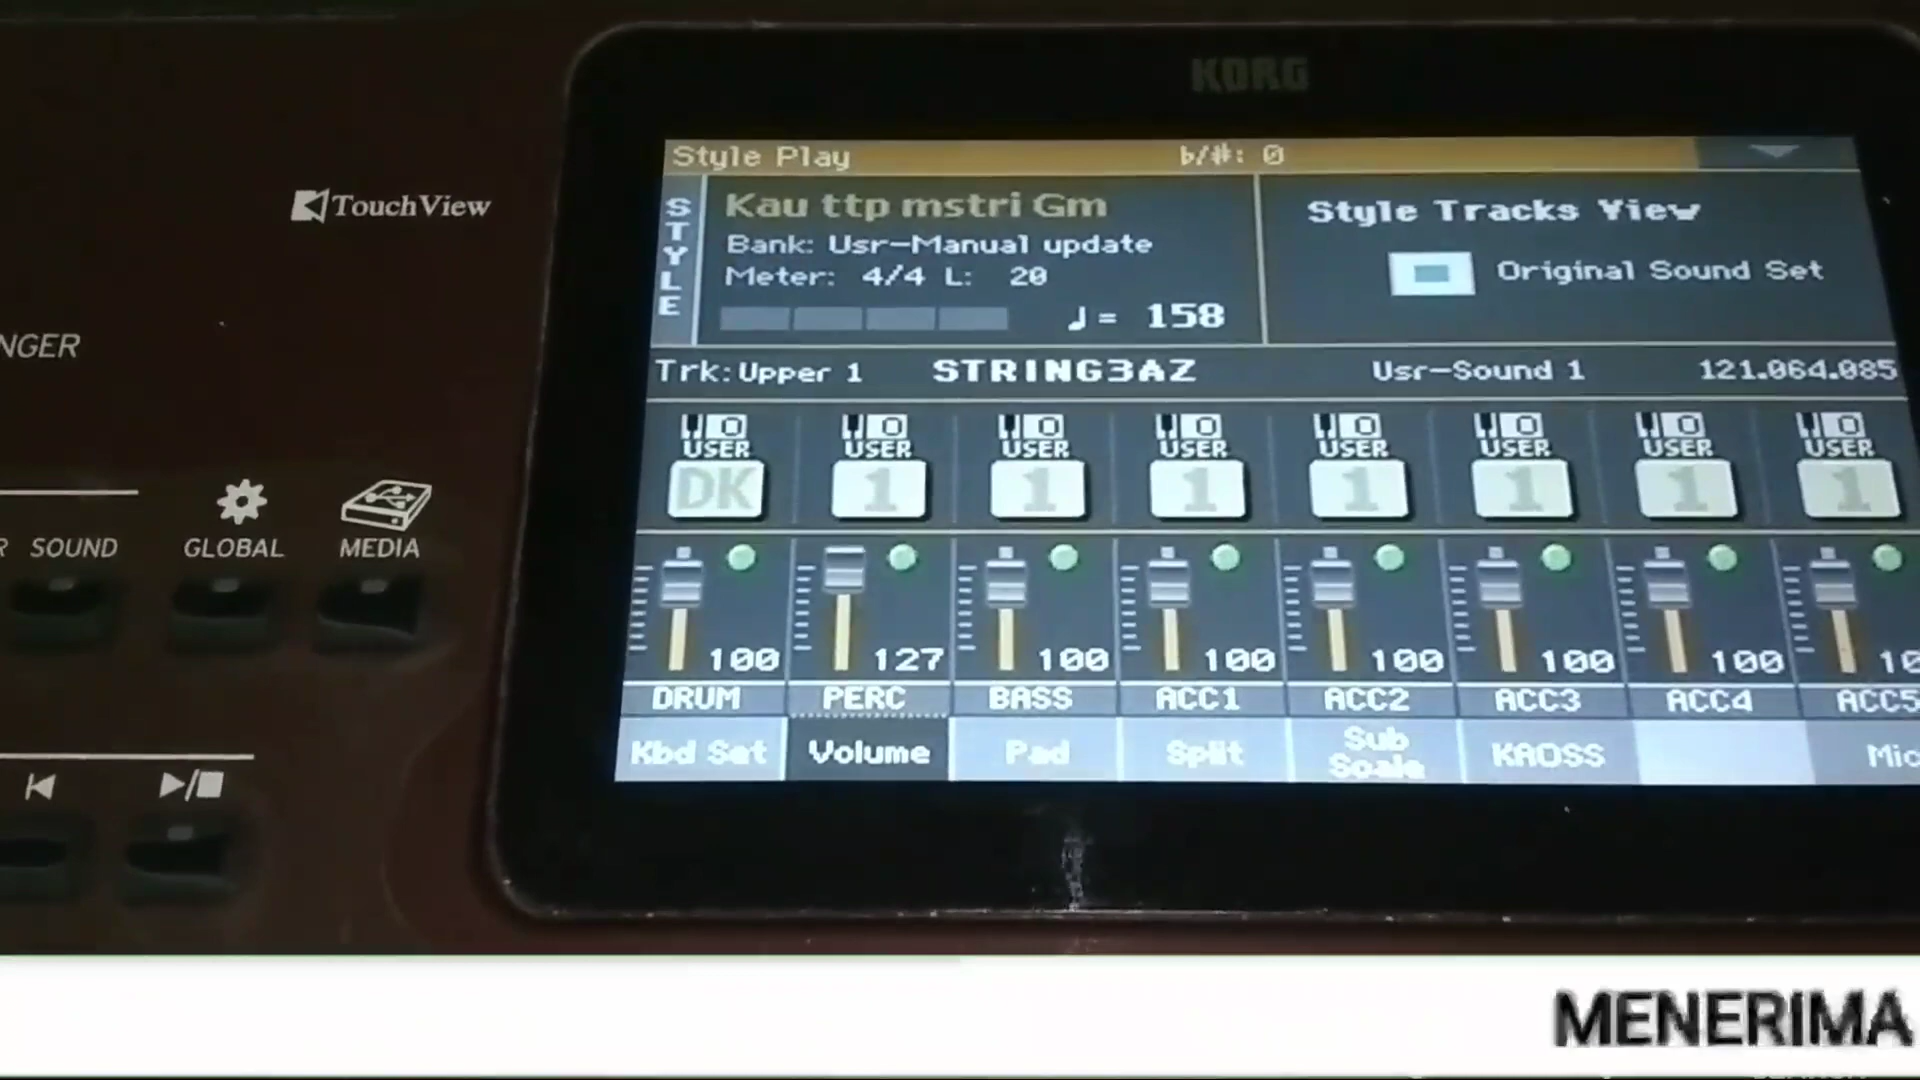 KORG
TouchView
Style Play
b/#: 0
STYLE
Kau ttp mstri Gm
Bank: Usr-Manual update
Meter: 4/4 L: 20
♩= 158
Style Tracks View
Original Sound Set
Trk:Upper 1 STRING3AZ Usr-Sound 1 121.064.085
USER USER USER USER USER USER USER USER
DK 1 1 1 1 1 1 1
100 127 100 100 100 100 100 10
DRUM PERC BASS ACC1 ACC2 ACC3 ACC4 ACC5
Kbd Set Volume Pad Split Sub Scale KAOSS Mic
NGER
R SOUND GLOBAL MEDIA
MENERIMA